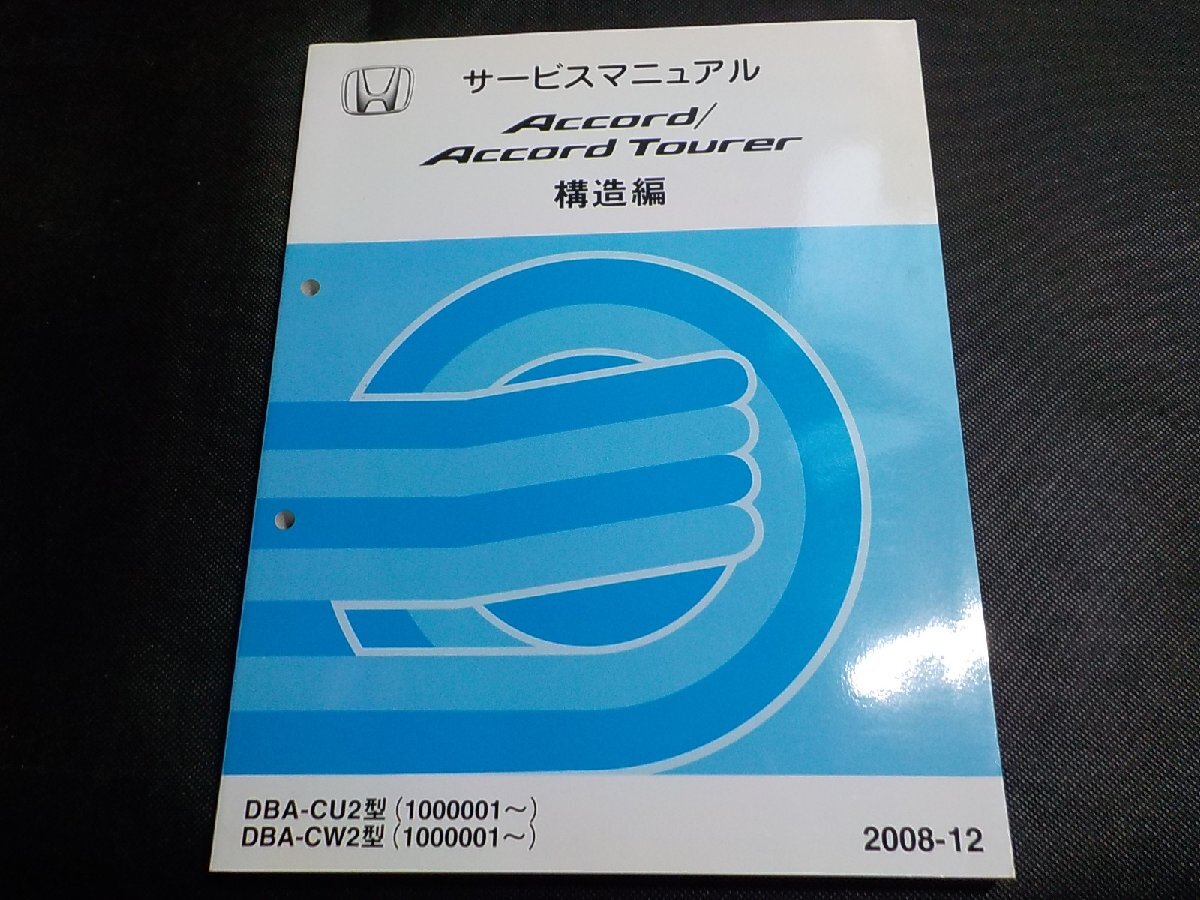 サービスマニュアル
Accord/
Accord Tourer
構造編
DBA-CU2型 (1000001〜)
DBA-CW2型 (1000001〜)
2008-12